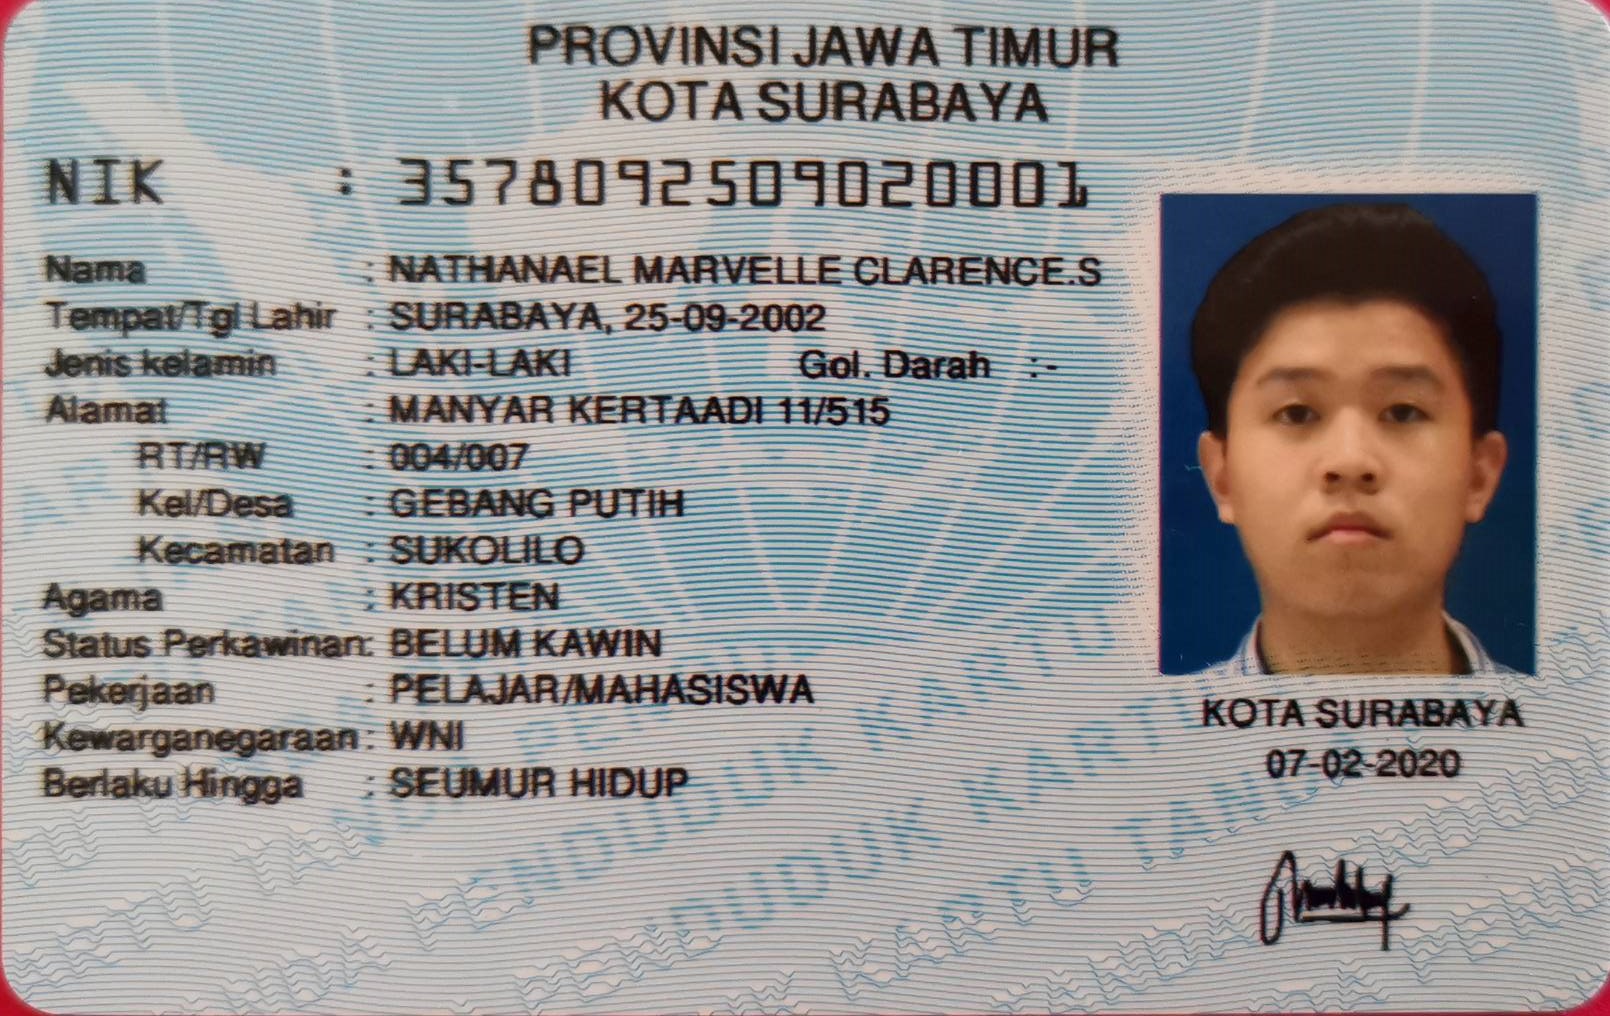 PROVINSI JAWA TIMUR
KOTA SURABAYA
NIK : 3578092509020001
Nama : NATHANAEL MARVELLE CLARENCE.S
Tempat/Tgl Lahir : SURABAYA, 25-09-2002
Jenis kelamin : LAKI-LAKI Gol. Darah :-
Alamat : MANYAR KERTAADI 11/515
RT/RW : 004/007
Kel/Desa : GEBANG PUTIH
Kecamatan : SUKOLILO
Agama : KRISTEN
Status Perkawinan: BELUM KAWIN
Pekerjaan : PELAJAR/MAHASISWA
Kewarganegaraan: WNI
Berlaku Hingga : SEUMUR HIDUP
KOTA SURABAYA
07-02-2020